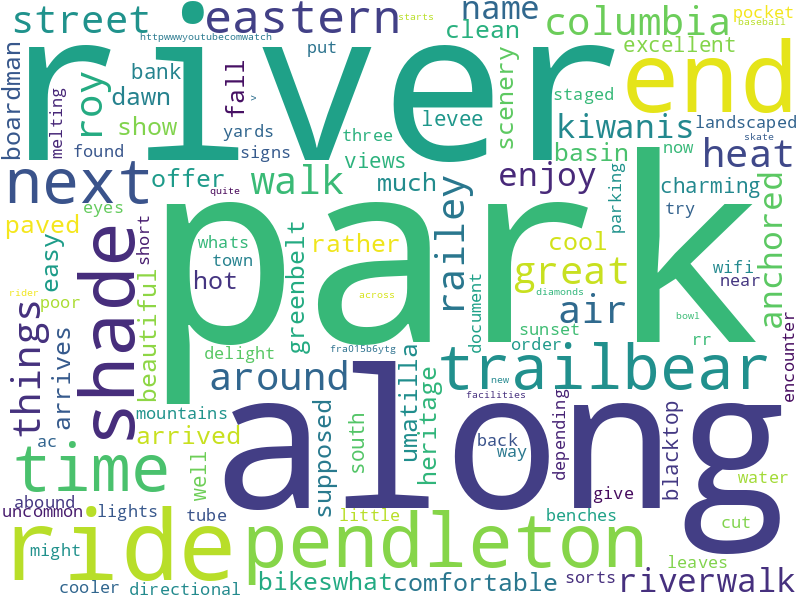 river
park
along
ride
pendleton
end
shade
trailbear
time
next
eastern
street
columbia
name
clean
excellent
pocket
baseball
starts
httpwwwyoutubecomwatch
put
boardman
melting
roy
bank
dawn
show
found
fall
>
yards
signs
levee
three
views
scenery
staged
kiwanis
basin
landscaped
skate
now
heat
offer
quite
walk
much
enjoy
charming
try
parking
anchored
paved
eyes
easy
poor
short
whats
town
hot
greenbelt
rather
railey
cool
great
air
wifi
near
rr
things
arrives
beautiful
rider
across
document
diamonds
sunset
order
bowl
delight
fra015b6ytg
around
umatilla
new
facilities
encounter
mountains
arrived
ac
supposed
south
heritage
back
way
depending
blacktop
well
abound
uncommon
lights
tube
little
give
benches
water
cut
might
leaves
cooler
directional
bikeswhat
comfortable
sorts
riverwalk